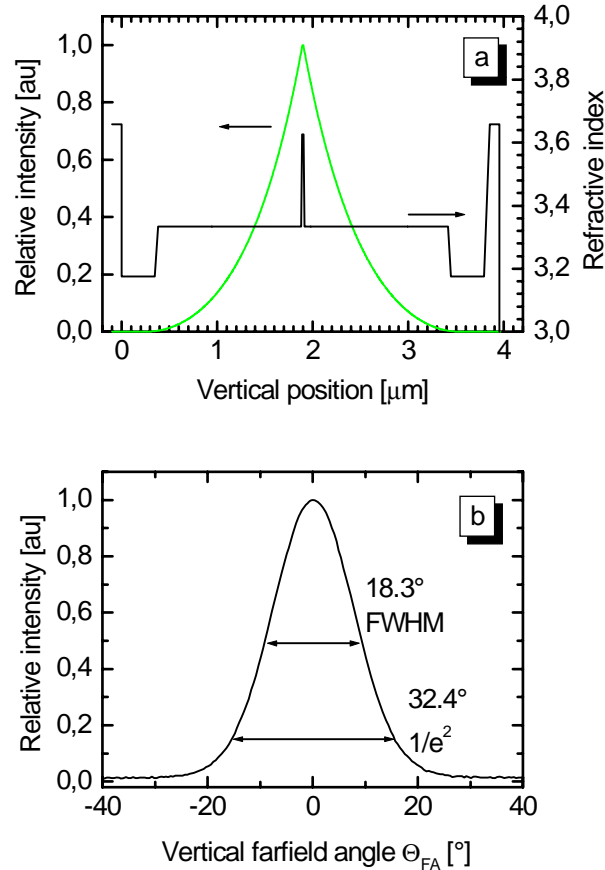 a
Relative intensity [au]
1,0
0,8
0,6
0,4
0,2
0,0
4,0
3,8
3,6
3,4
3,2
3,0
Refractive index
0 1 2 3 4
Vertical position [μm]
b
Relative intensity [au]
1,0
0,8
0,6
0,4
0,2
0,0
18.3°
FWHM
32.4°
1/e²
-40 -20 0 20 40
Vertical farfield angle Θ_FA [°]